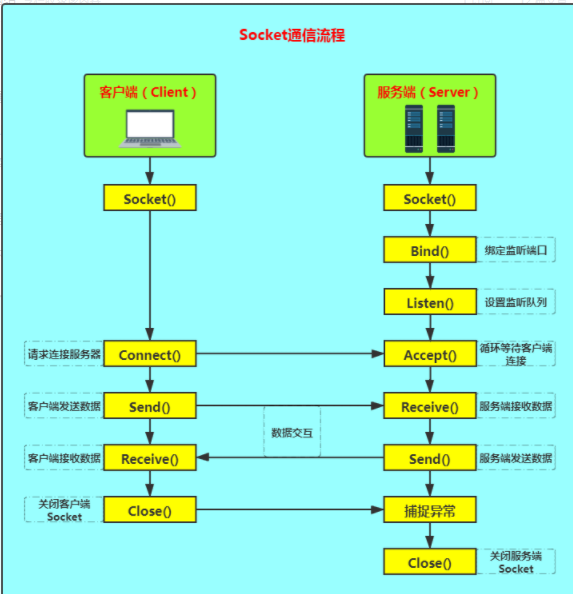 Socket通信流程
客户端（Client）
服务端（Server）
Socket()
Socket()
Bind()
绑定监听端口
Listen()
设置监听队列
请求连接服务器
Connect()
Accept()
循环等待客户端
连接
客户端发送数据
Send()
Receive()
服务端接收数据
数据交互
客户端接收数据
Receive()
Send()
服务端发送数据
关闭客户端
Socket
Close()
捕捉异常
Close()
关闭服务端
Socket